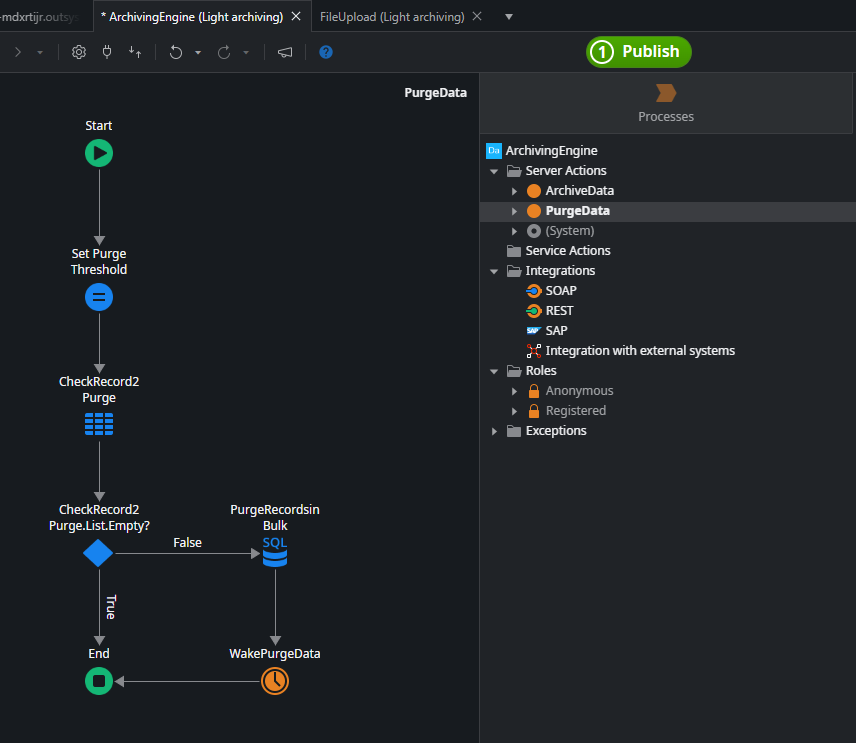 -mdxrtijr.outsy
* ArchivingEngine (Light archiving)
FileUpload (Light archiving)
1 Publish
PurgeData
Processes
Start
Set Purge
Threshold
CheckRecord2
Purge
CheckRecord2
Purge.List.Empty?
False
True
PurgeRecordsin
Bulk
SQL
End
WakePurgeData
Da ArchivingEngine
Server Actions
ArchiveData
PurgeData
(System)
Service Actions
Integrations
SOAP
REST
SAP SAP
Integration with external systems
Roles
Anonymous
Registered
Exceptions